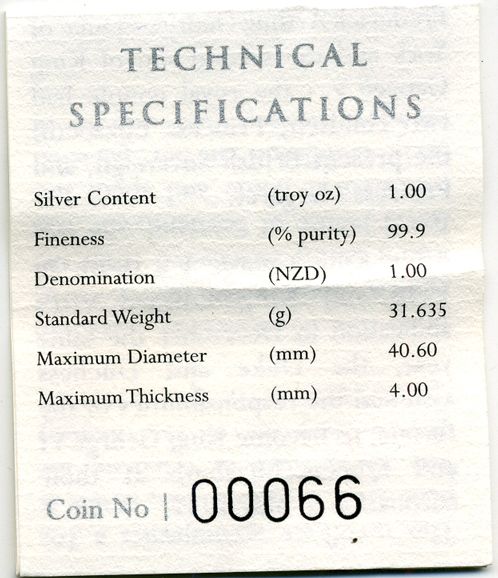 TECHNICAL
SPECIFICATIONS
Silver Content (troy oz) 1.00
Fineness (% purity) 99.9
Denomination (NZD) 1.00
Standard Weight (g) 31.635
Maximum Diameter (mm) 40.60
Maximum Thickness (mm) 4.00
Coin No | 00066